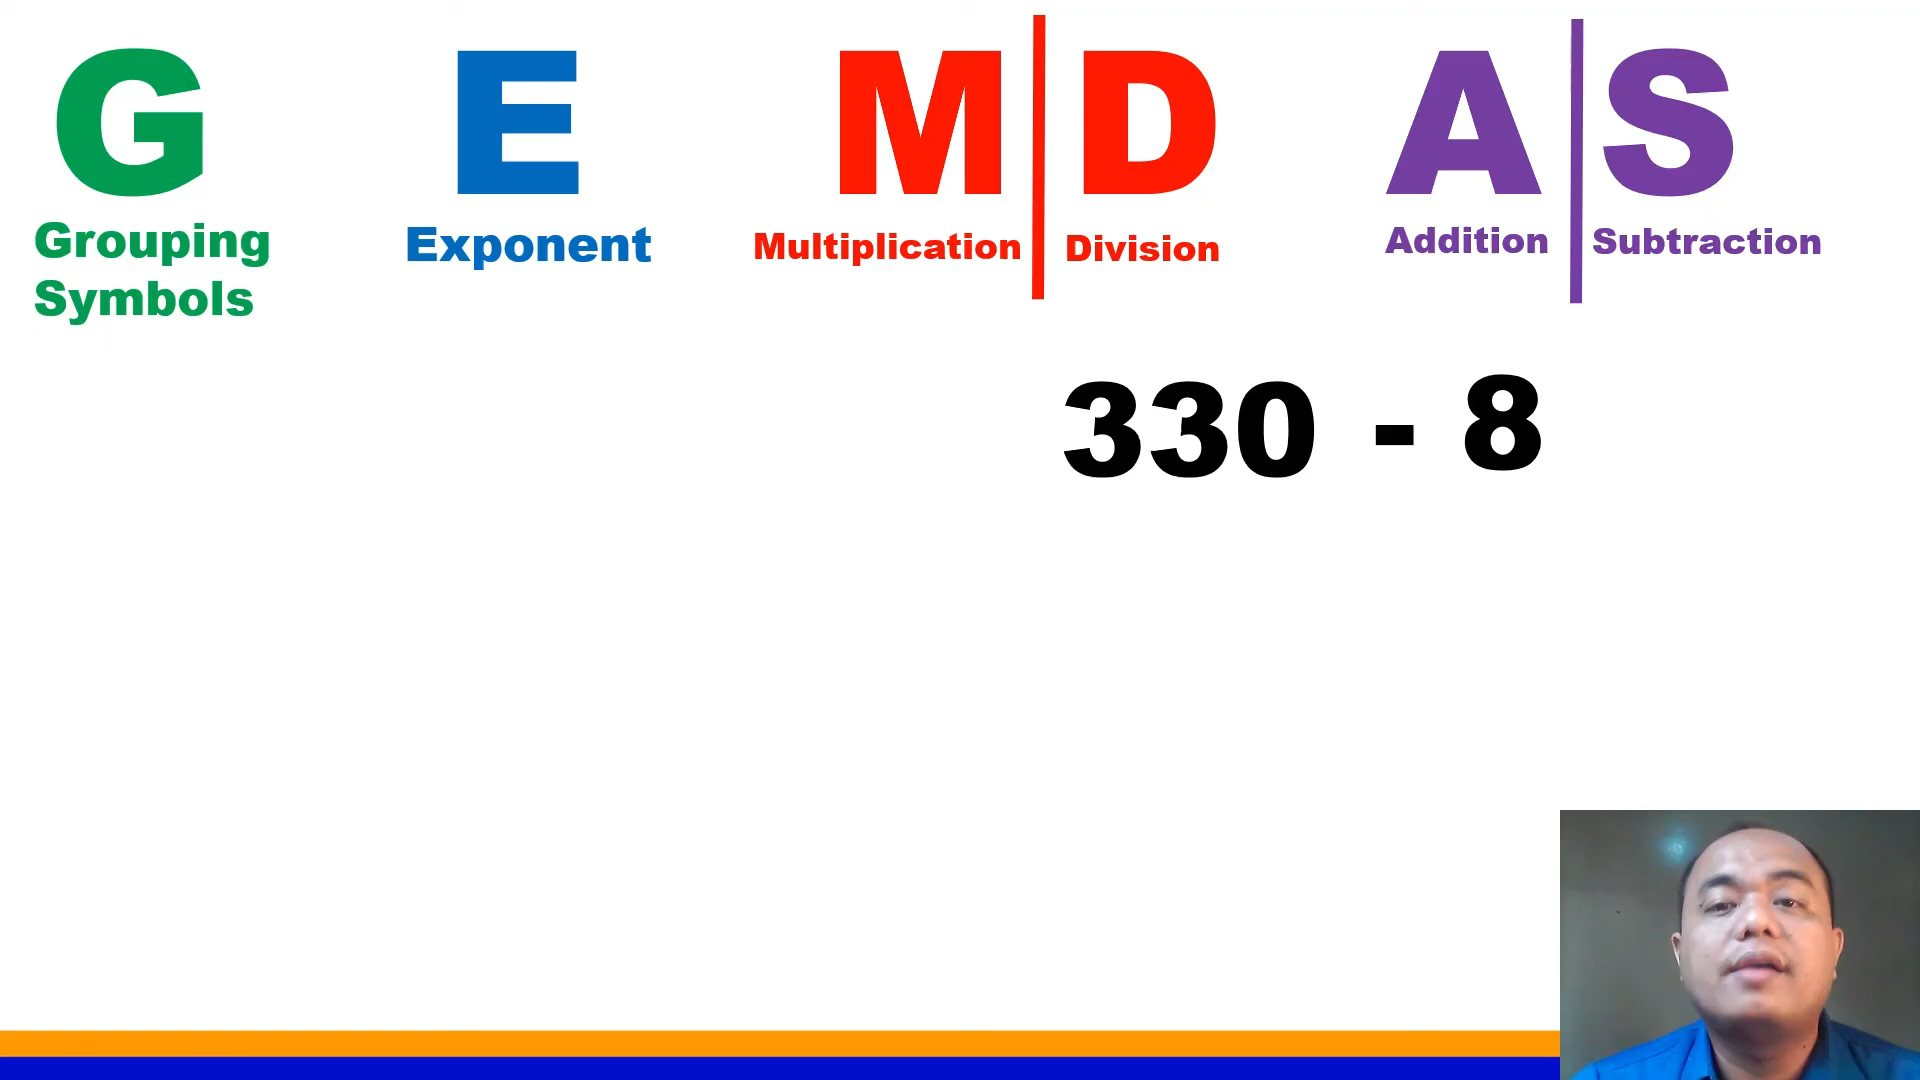 G E M D A S
Grouping Symbols
Exponent
Multiplication
Division
Addition
Subtraction
330 - 8